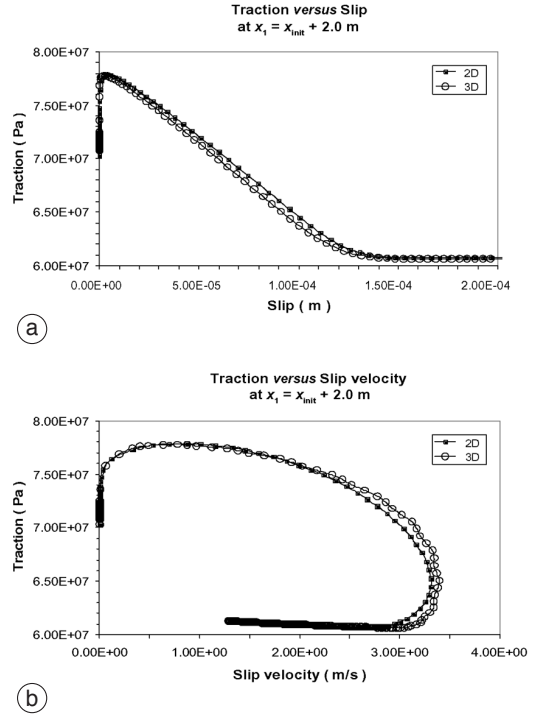 Traction versus Slip
at x1 = xinit + 2.0 m
8.00E+07
7.50E+07
7.00E+07
6.50E+07
6.00E+07
Traction ( Pa )
2D
3D
0.00E+00 5.00E-05 1.00E-04 1.50E-04 2.00E-04
Slip ( m )
a
Traction versus Slip velocity
at x1 = xinit + 2.0 m
8.00E+07
7.50E+07
7.00E+07
6.50E+07
6.00E+07
Traction ( Pa )
2D
3D
0.00E+00 1.00E+00 2.00E+00 3.00E+00 4.00E+00
Slip velocity ( m/s )
b